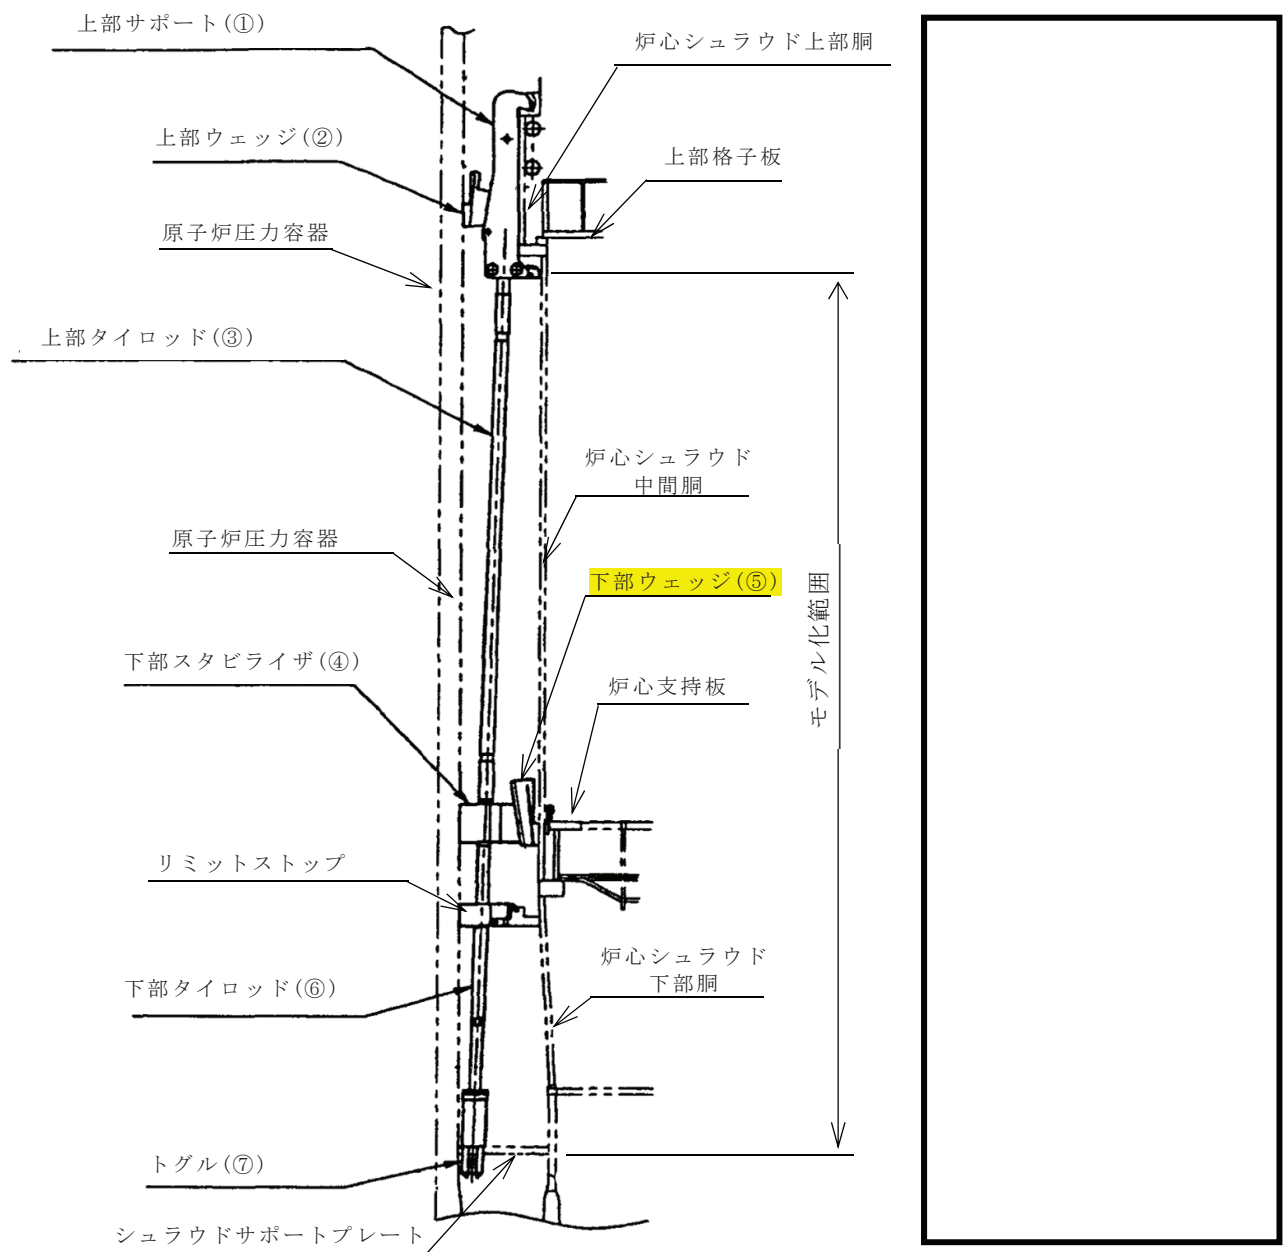 上部サポート(①)
炉心シュラウド上部胴
上部ウェッジ(②)
上部格子板
原子炉圧力容器
上部タイロッド(③)
炉心シュラウド
中間胴
原子炉圧力容器
下部ウェッジ(⑤)
モデル化範囲
下部スタビライザ(④)
炉心支持板
リミットストップ
炉心シュラウド
下部胴
下部タイロッド(⑥)
トグル(⑦)
シュラウドサポートプレート